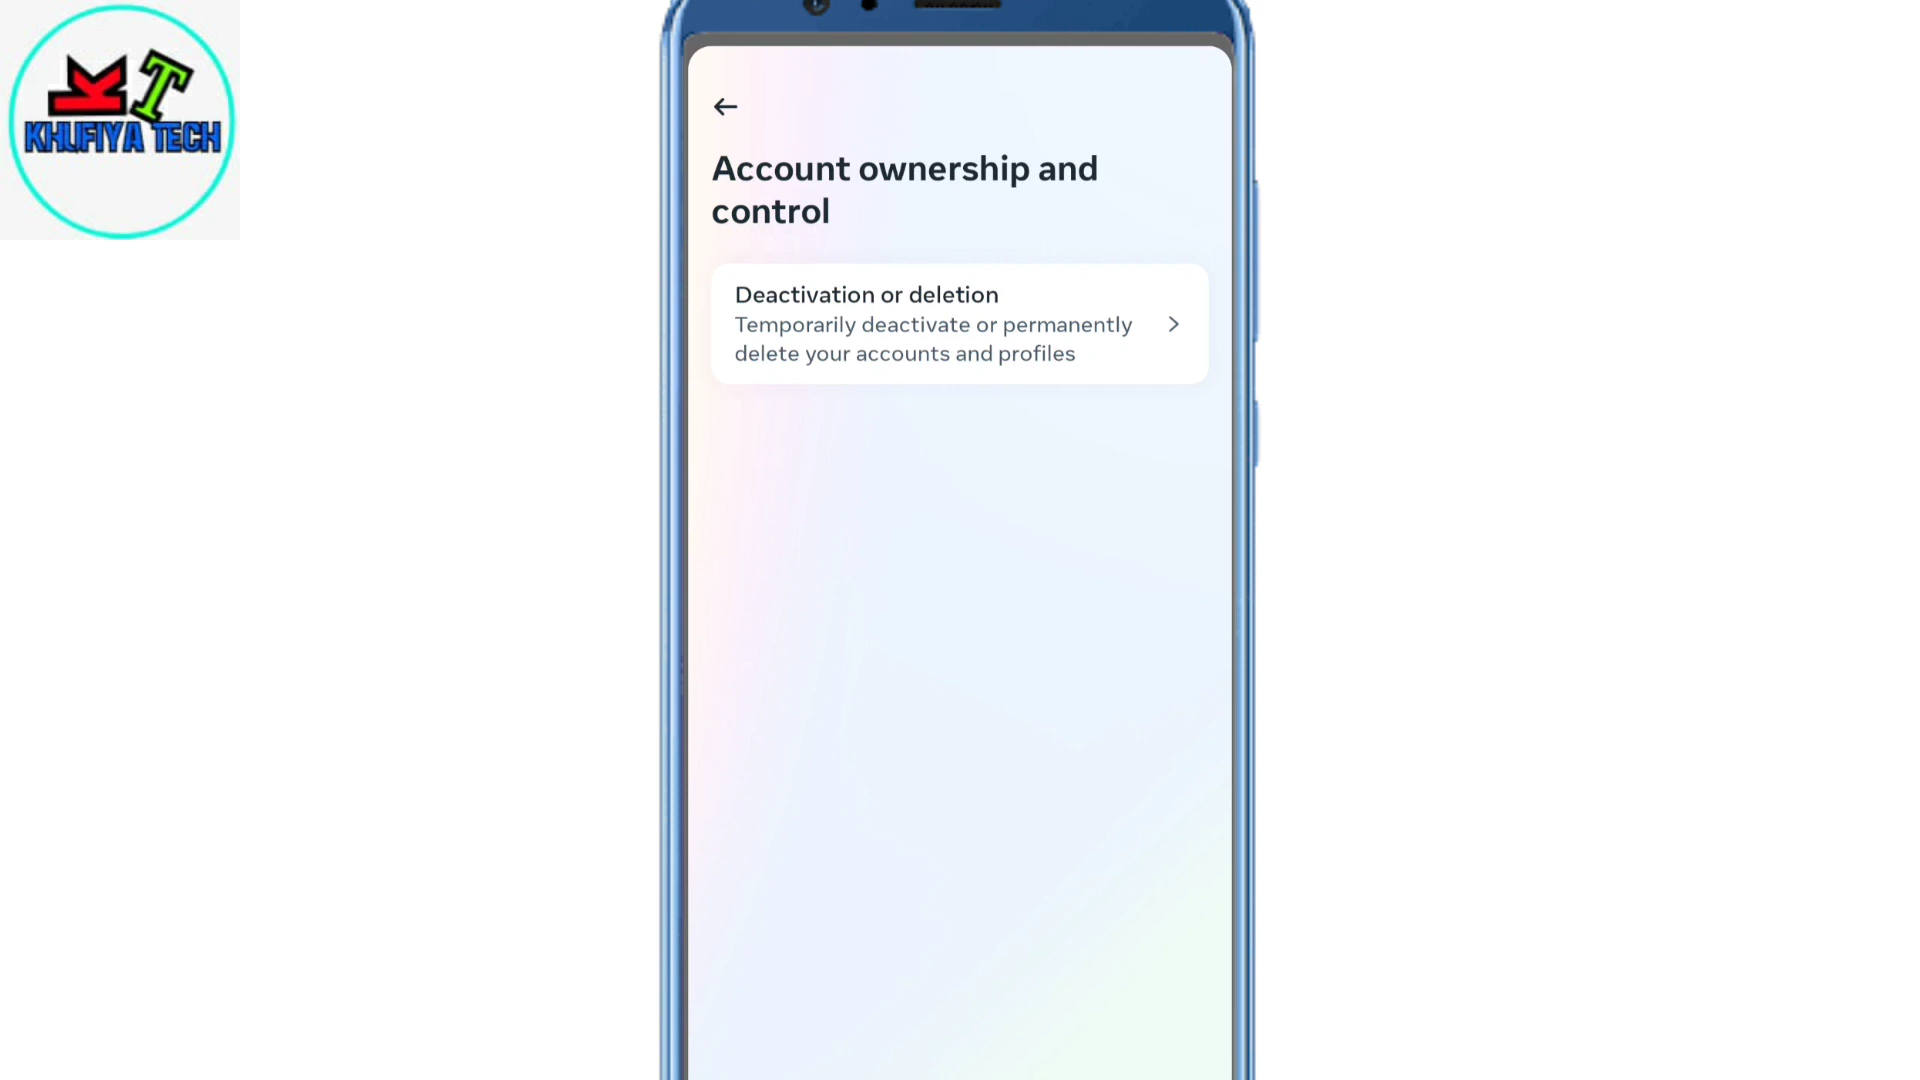 KT
KHUFIYA TECH
Account ownership and
control
Deactivation or deletion
Temporarily deactivate or permanently
delete your accounts and profiles